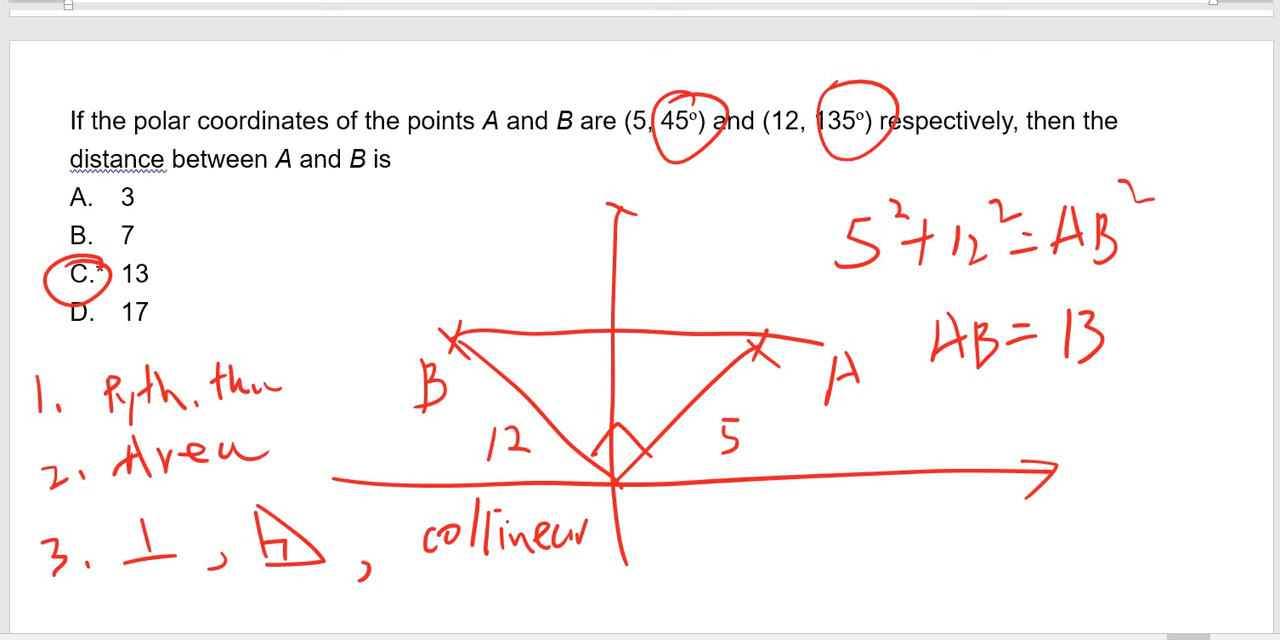 If the polar coordinates of the points A and B are (5, 45°) and (12, 135°) respectively, then the
distance between A and B is
A. 3
B. 7
C.* 13
D. 17
5² + 12² = AB²
AB = 13
B
A
12
5
1. Pyth. thm
2. Area
3. ⊥, , collinear